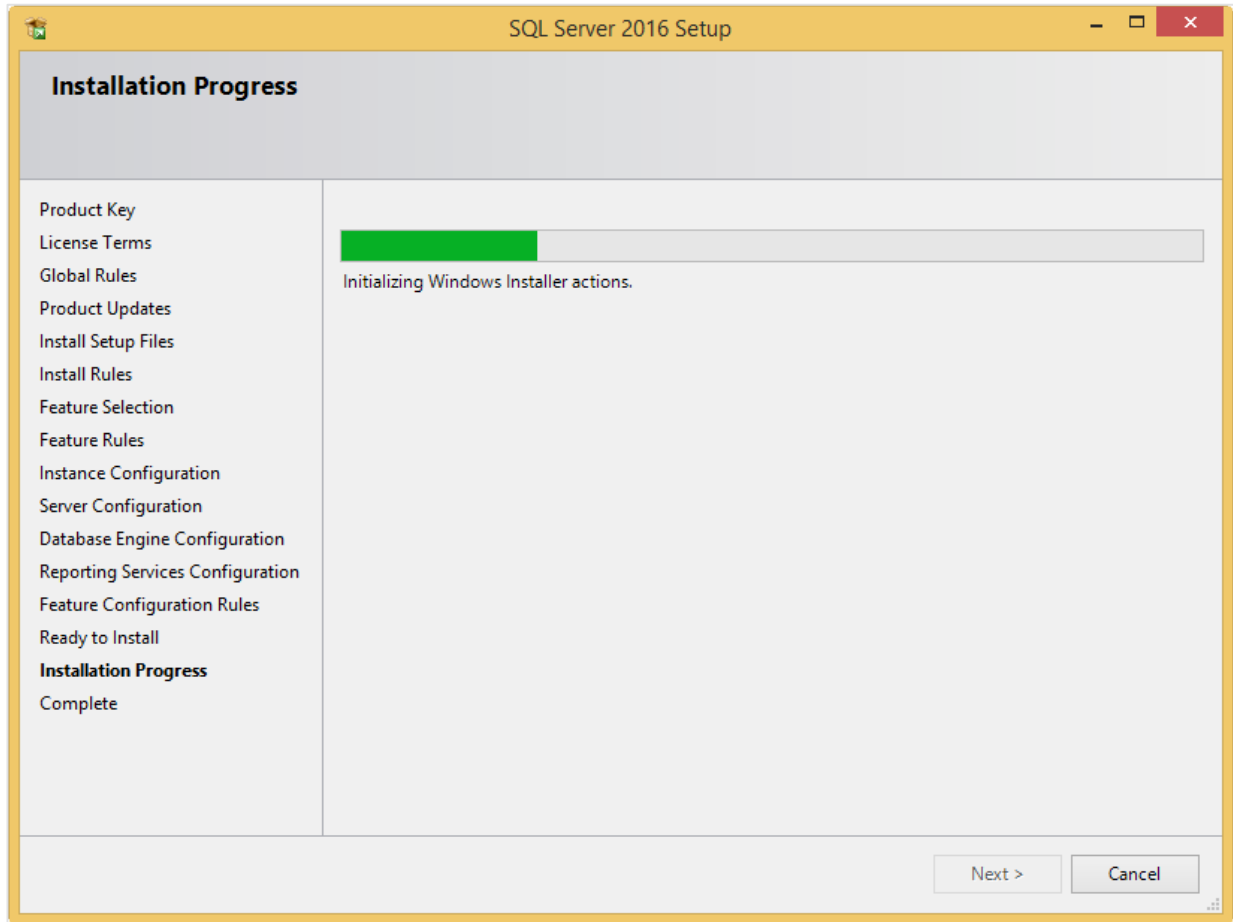 SQL Server 2016 Setup
Installation Progress
Product Key
License Terms
Global Rules
Product Updates
Install Setup Files
Install Rules
Feature Selection
Feature Rules
Instance Configuration
Server Configuration
Database Engine Configuration
Reporting Services Configuration
Feature Configuration Rules
Ready to Install
Installation Progress
Complete
Initializing Windows Installer actions.
Next >
Cancel